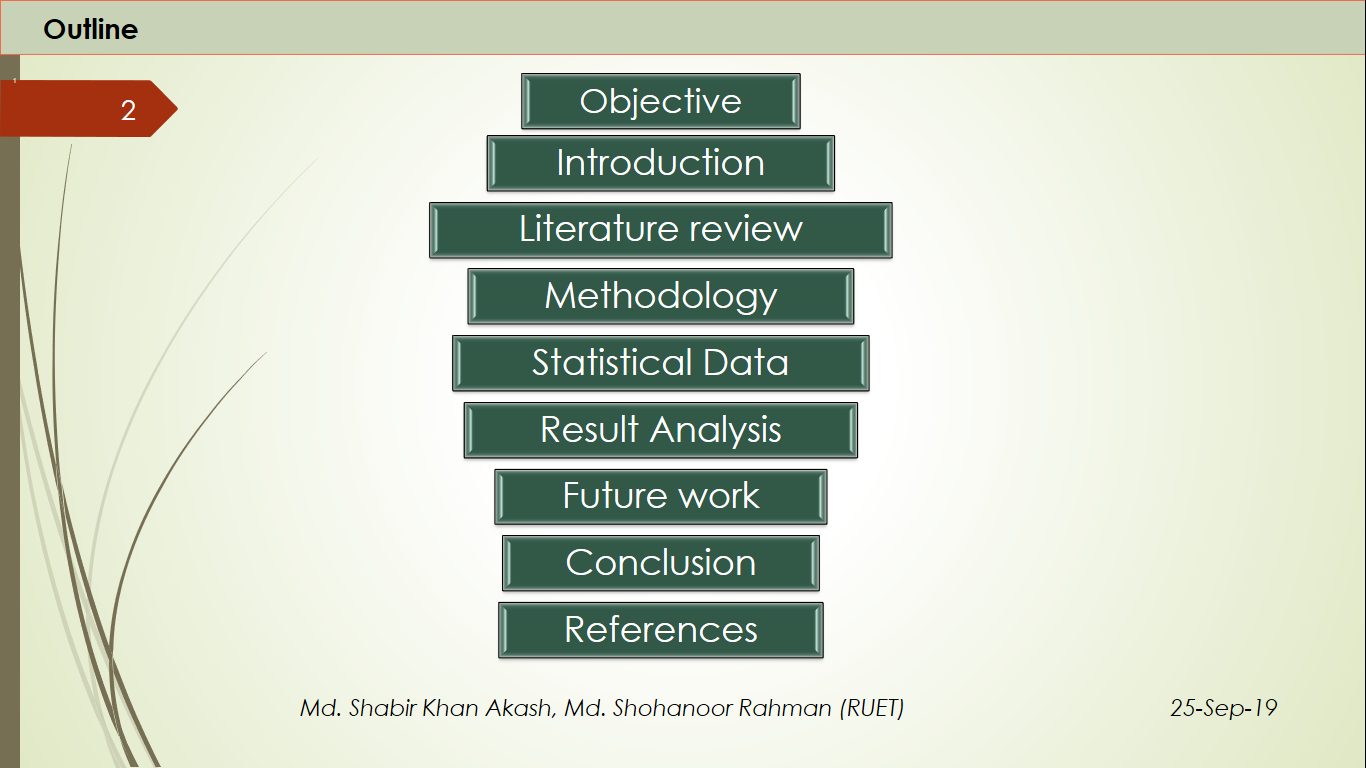 Outline
2
Objective
Introduction
Literature review
Methodology
Statistical Data
Result Analysis
Future work
Conclusion
References
Md. Shabir Khan Akash, Md. Shohanoor Rahman (RUET) 25-Sep-19